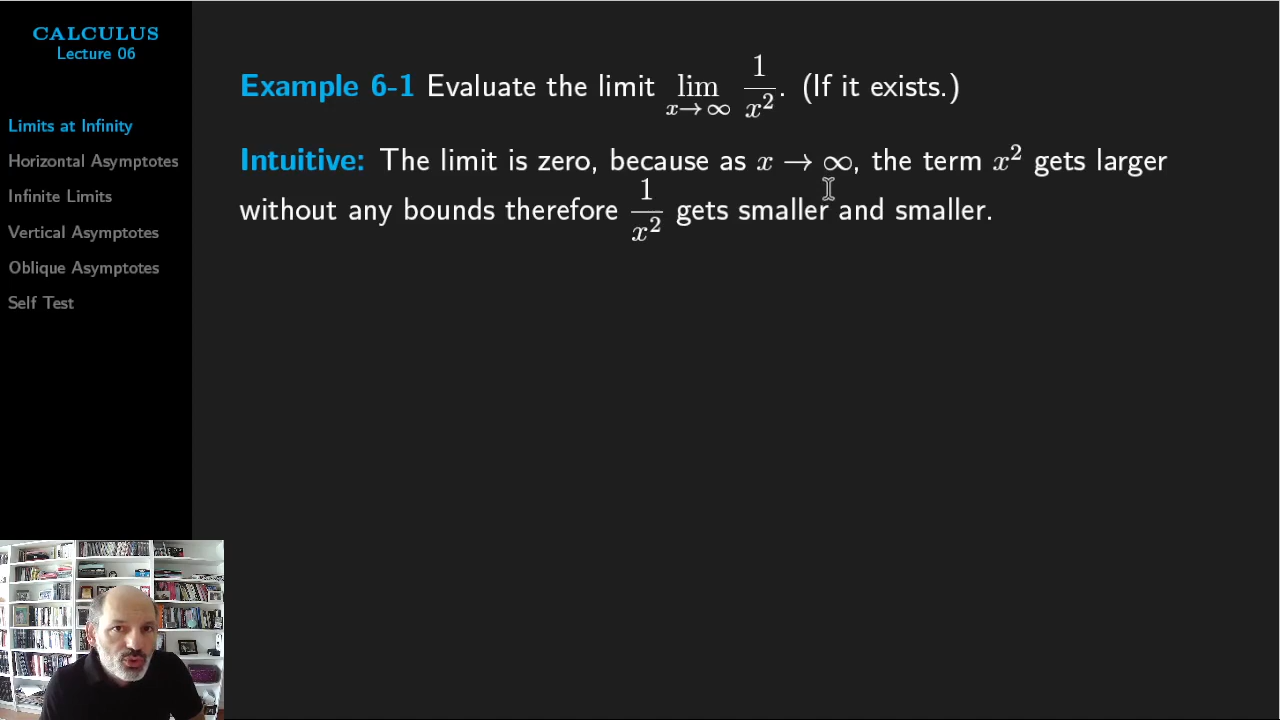 CALCULUS
Lecture 06
Limits at Infinity
Horizontal Asymptotes
Infinite Limits
Vertical Asymptotes
Oblique Asymptotes
Self Test
Example 6-1 Evaluate the limit lim x→∞ 1/x². (If it exists.)
Intuitive: The limit is zero, because as x → ∞, the term x² gets larger
without any bounds therefore 1/x² gets smaller and smaller.